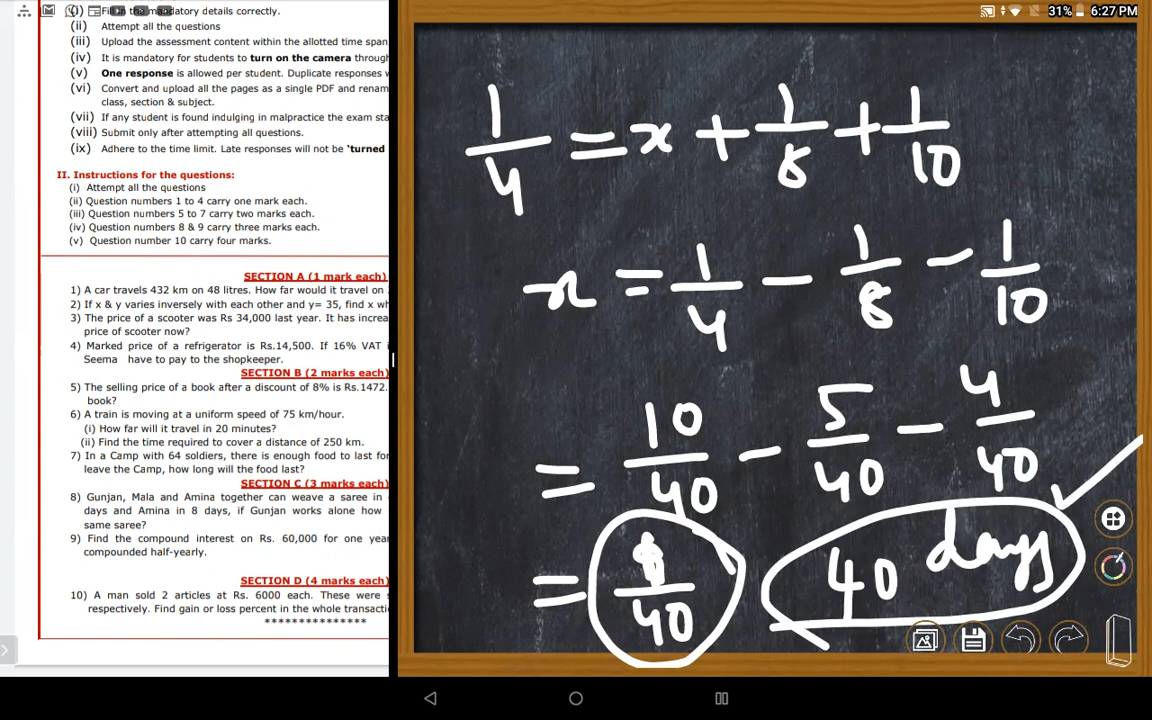 31% 6:27 PM
(i) Fill in the mandatory details correctly.
(ii) Attempt all the questions
(iii) Upload the assessment content within the allotted time span
(iv) It is mandatory for students to turn on the camera through
(v) One response is allowed per student. Duplicate responses w
(vi) Convert and upload all the pages as a single PDF and renam
class, section & subject.
(vii) If any student is found indulging in malpractice the exam sta
(viii) Submit only after attempting all questions.
(ix) Adhere to the time limit. Late responses will not be 'turned
II. Instructions for the questions:
(i) Attempt all the questions
(ii) Question numbers 1 to 4 carry one mark each.
(iii) Question numbers 5 to 7 carry two marks each.
(iv) Question numbers 8 & 9 carry three marks each.
(v) Question number 10 carry four marks.
SECTION A (1 mark each)
1) A car travels 432 km on 48 litres. How far would it travel on
2) If x & y varies inversely with each other and y= 35, find x wh
3) The price of a scooter was Rs 34,000 last year. It has increa
price of scooter now?
4) Marked price of a refrigerator is Rs.14,500. If 16% VAT i
Seema have to pay to the shopkeeper.
SECTION B (2 marks each)
5) The selling price of a book after a discount of 8% is Rs.1472.
book?
6) A train is moving at a uniform speed of 75 km/hour.
(i) How far will it travel in 20 minutes?
(ii) Find the time required to cover a distance of 250 km.
7) In a Camp with 64 soldiers, there is enough food to last for
leave the Camp, how long will the food last?
SECTION C (3 marks each)
8) Gunjan, Mala and Amina together can weave a saree in
days and Amina in 8 days, if Gunjan works alone how
same saree?
9) Find the compound interest on Rs. 60,000 for one year
compounded half-yearly.
SECTION D (4 marks each)
10) A man sold 2 articles at Rs. 6000 each. These were s
respectively. Find gain or loss percent in the whole transactio
***************
1/4 = x + 1/8 + 1/10
x = 1/4 - 1/8 - 1/10
= 10/40 - 5/40 - 4/40
= 1/40 40 days